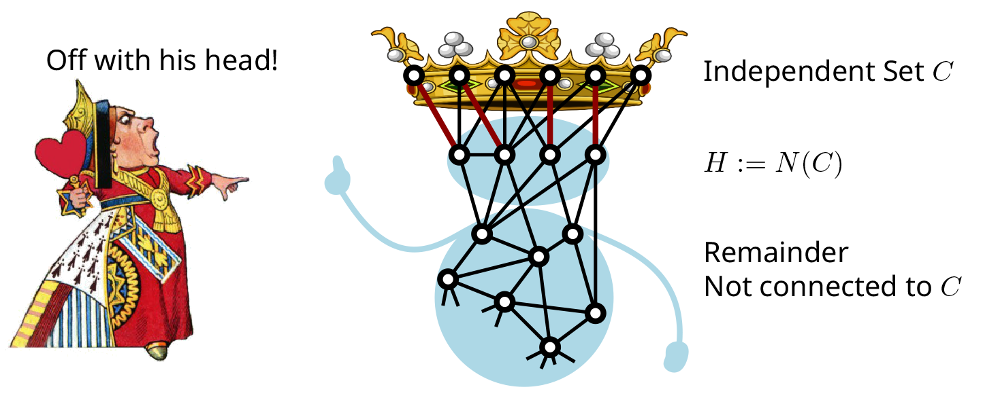 Off with his head!
Independent Set C
H := N(C)
Remainder
Not connected to C